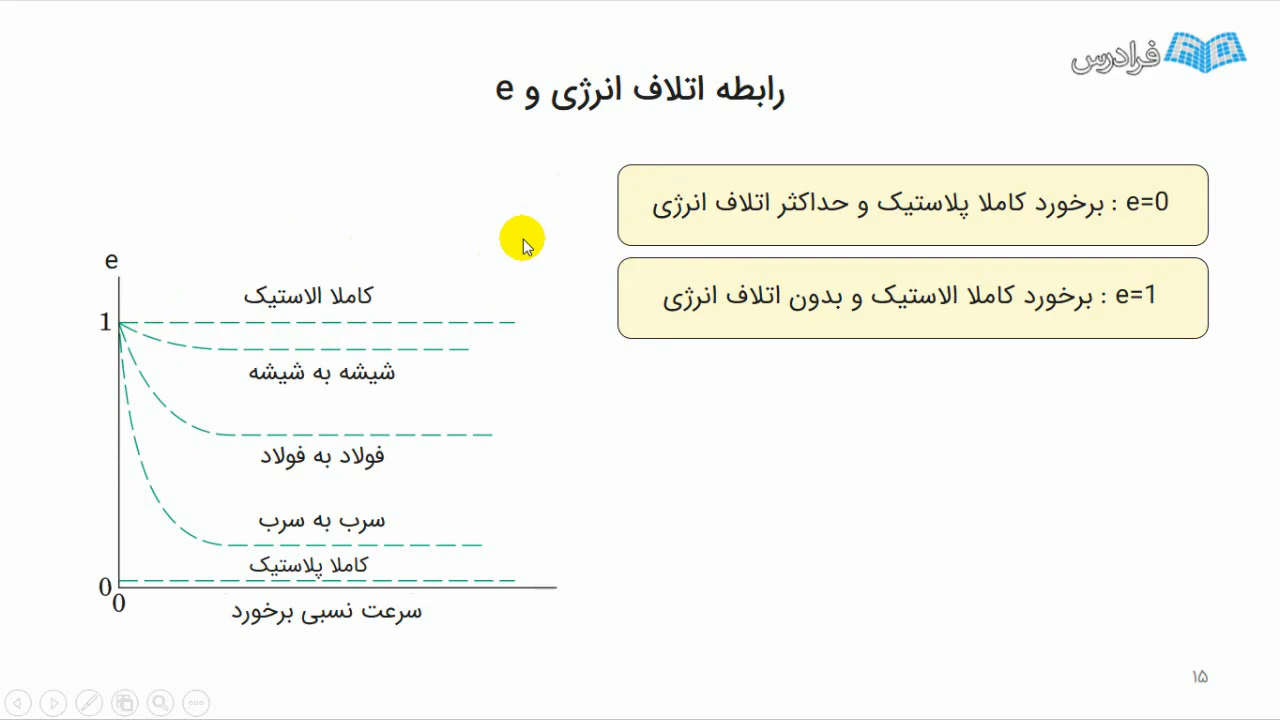 فرادرس
رابطه اتلاف انرژی و e
e=0 : برخورد کاملا پلاستیک و حداکثر اتلاف انرژی
e=1 : برخورد کاملا الاستیک و بدون اتلاف انرژی
e
کاملا الاستیک
1
شیشه به شیشه
فولاد به فولاد
سرب به سرب
کاملا پلاستیک
0
0
سرعت نسبی برخورد
۱۵